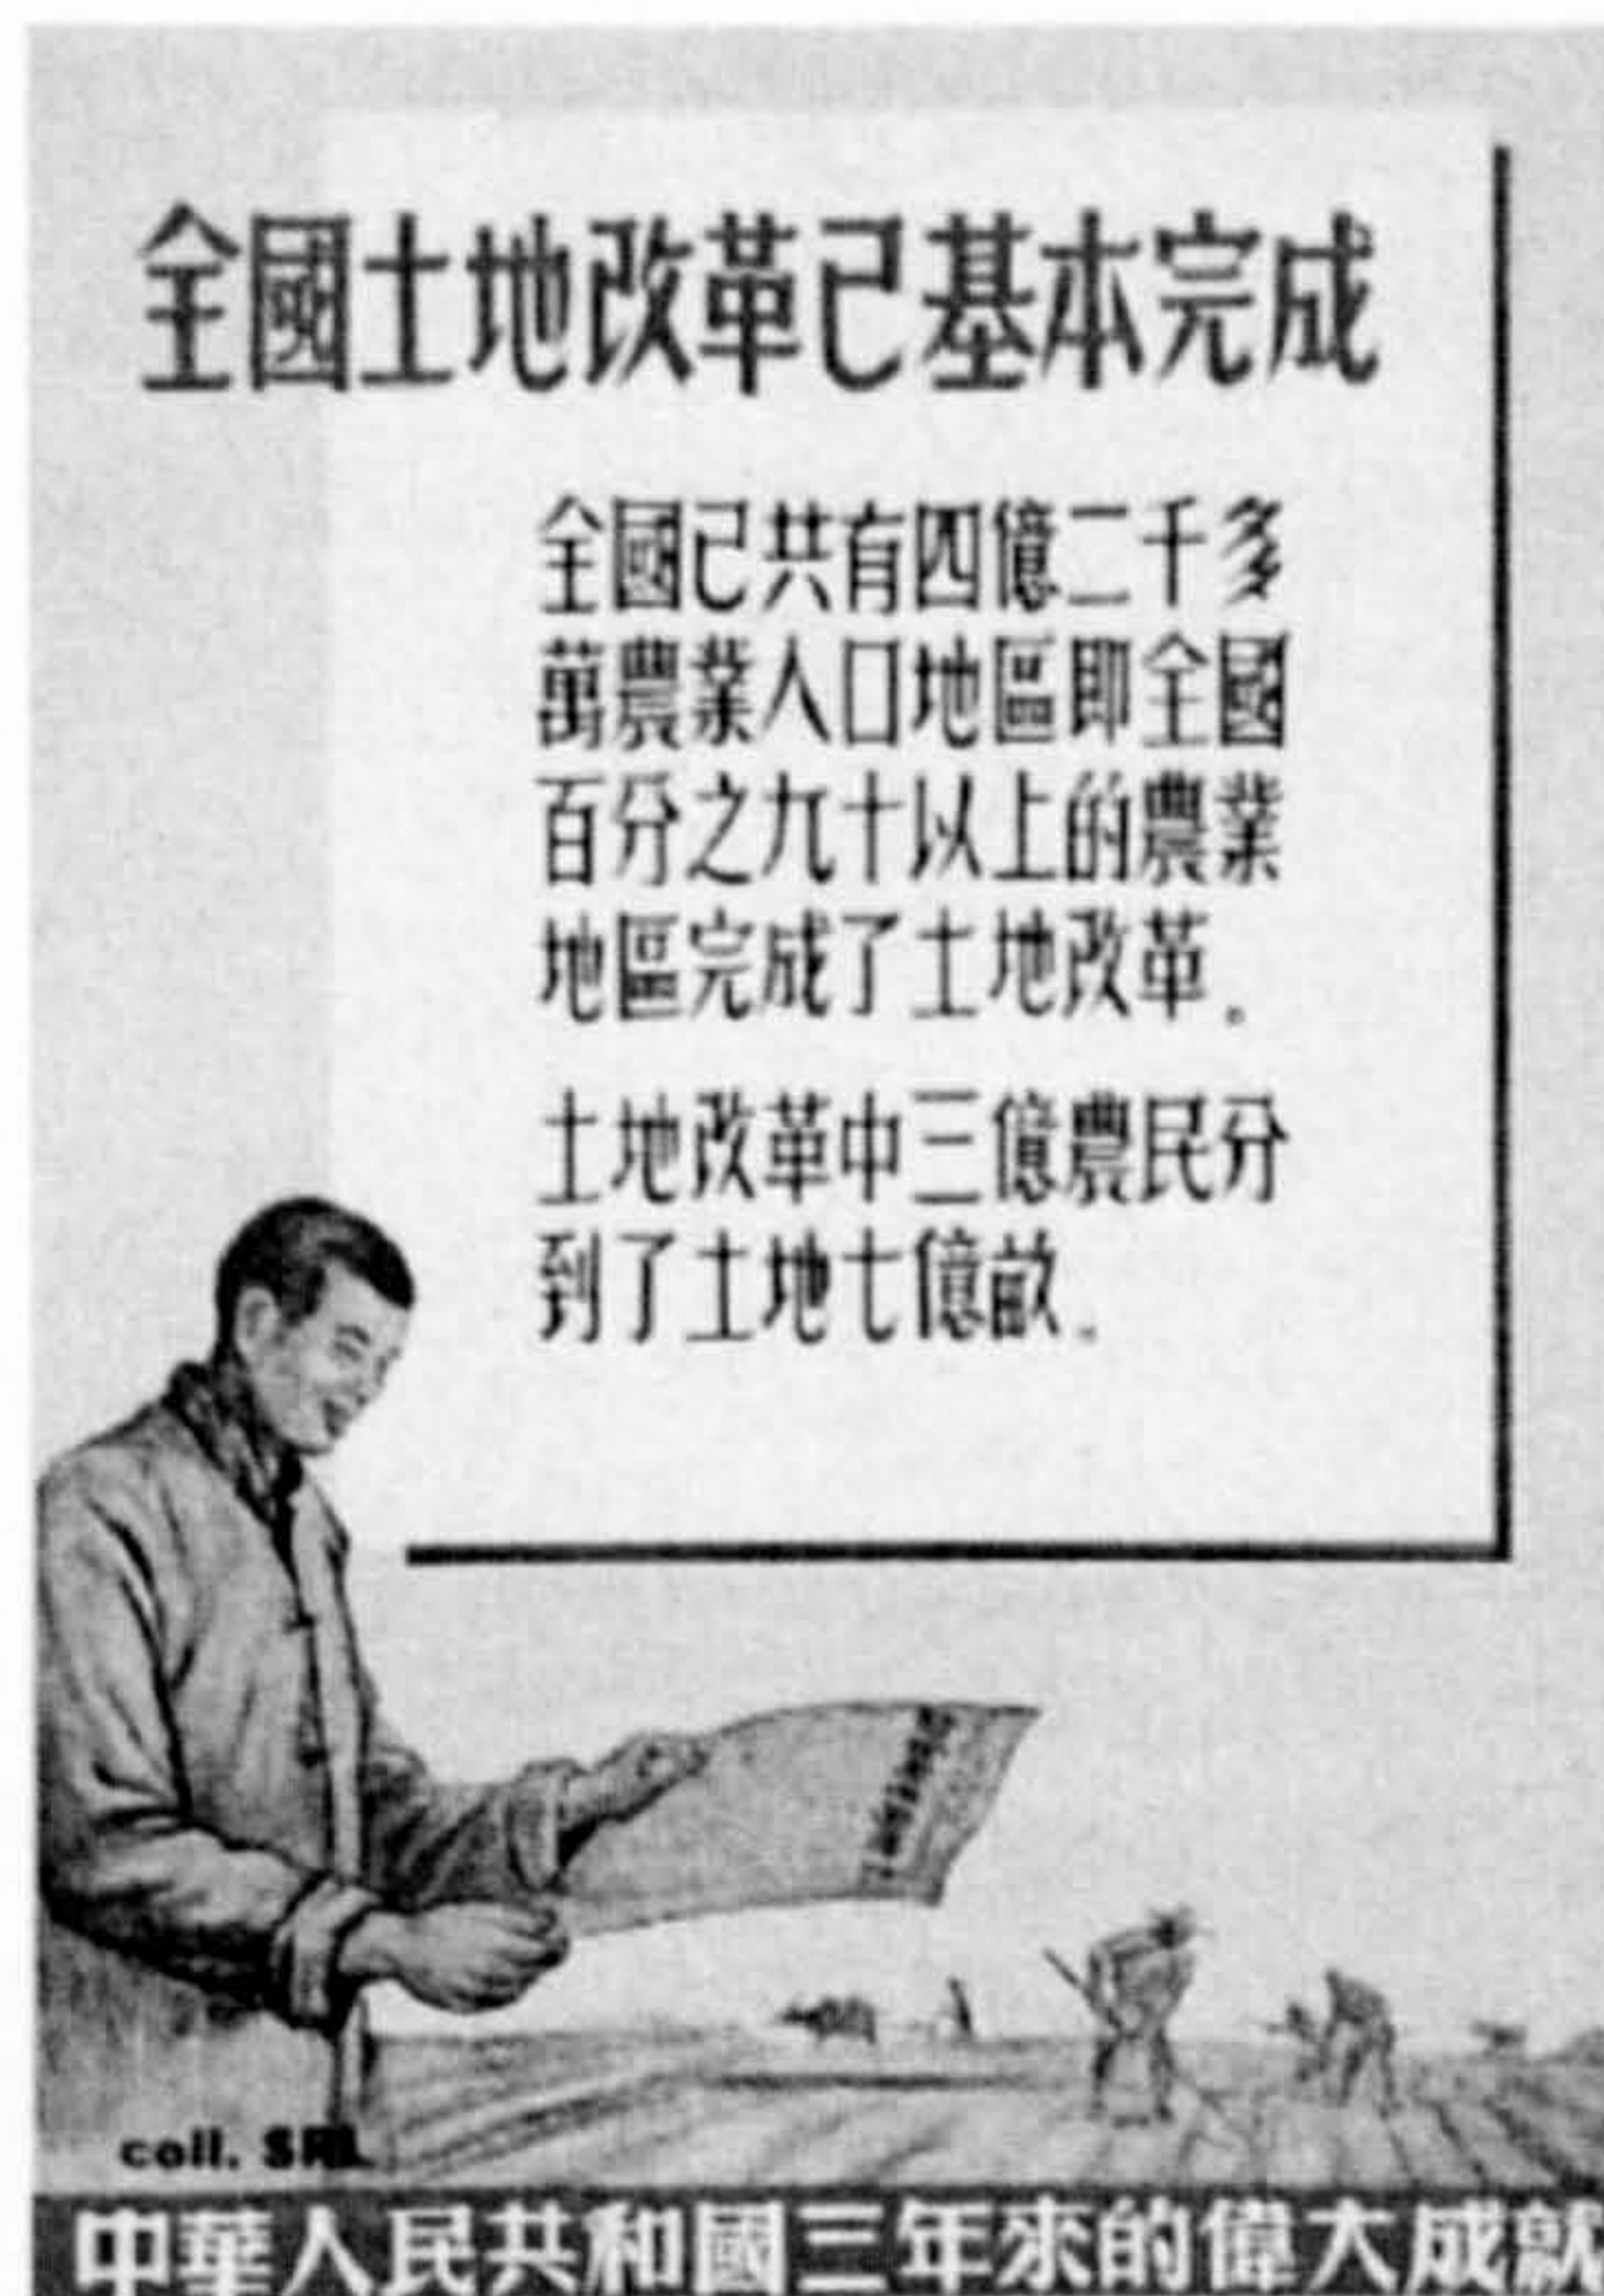 全國土地改革已基本完成
全國已共有四億二千多
萬農業人口地區即全國
百分之九十以上的農業
地區完成了土地改革。
土地改革中三億農民分
到了土地七億畝。
coll. SRL
中華人民共和國三年來的偉大成就